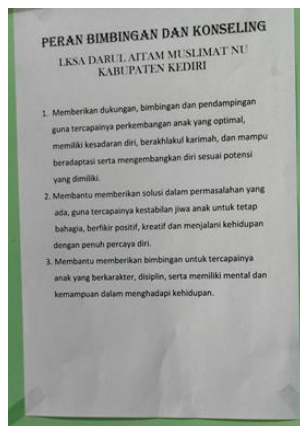 PERAN BIMBINGAN DAN KONSELING
LKSA DARUL AITAM MUSLIMAT NU
KABUPATEN KEDIRI
1. Memberikan dukungan, bimbingan dan pendampingan
guna tercapainya perkembangan anak yang optimal,
memiliki kesadaran diri, berakhlakul karimah, dan mampu
beradaptasi serta mengembangkan diri sesuai potensi
yang dimiliki.
2. Membantu memberikan solusi dalam permasalahan yang
ada, guna tercapainya kestabilan jiwa anak untuk tetap
bahagia, berfikir positif, kreatif dan menjalani kehidupan
dengan penuh percaya diri.
3. Membantu memberikan bimbingan untuk tercapainya
anak yang berkarakter, disiplin, serta memiliki mental dan
kemampuan dalam menghadapi kehidupan.